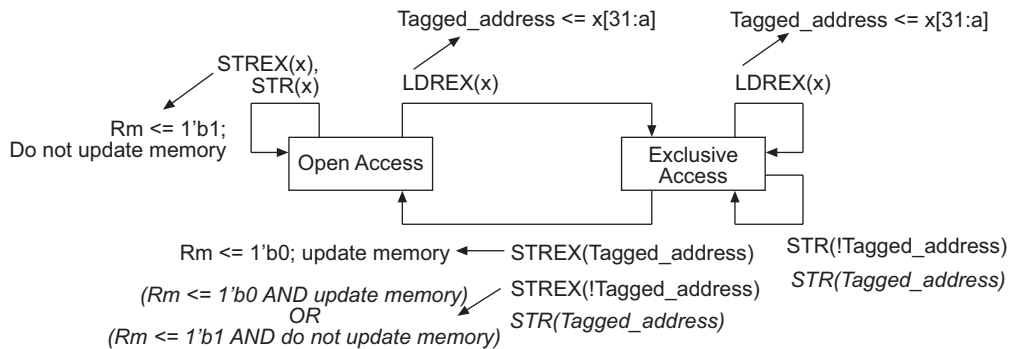 Tagged_address <= x[31:a]
Tagged_address <= x[31:a]
STREX(x),
STR(x)
LDREX(x)
LDREX(x)
Rm <= 1'b1;
Do not update memory
Open Access
Exclusive
Access
Rm <= 1'b0; update memory
STREX(Tagged_address)
STR(!Tagged_address)
STR(Tagged_address)
(Rm <= 1'b0 AND update memory)
OR
(Rm <= 1'b1 AND do not update memory)
STREX(!Tagged_address)
STR(Tagged_address)